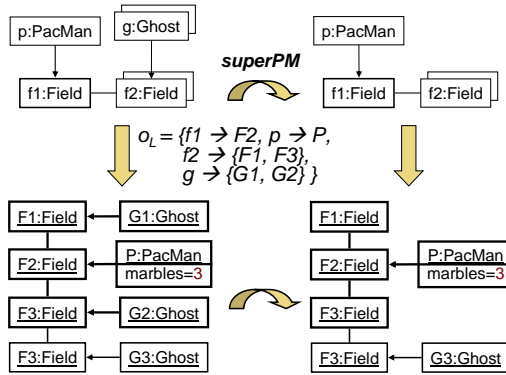 p:PacMan
g:Ghost
f1:Field
f2:Field
superPM
p:PacMan
f1:Field
f2:Field
oL = {f1 → F2, p → P,
f2 → {F1, F3},
g → {G1, G2} }
F1:Field
G1:Ghost
F2:Field
P:PacMan
marbles=3
F3:Field
G2:Ghost
F3:Field
G3:Ghost
F1:Field
F2:Field
P:PacMan
marbles=3
F3:Field
F3:Field
G3:Ghost